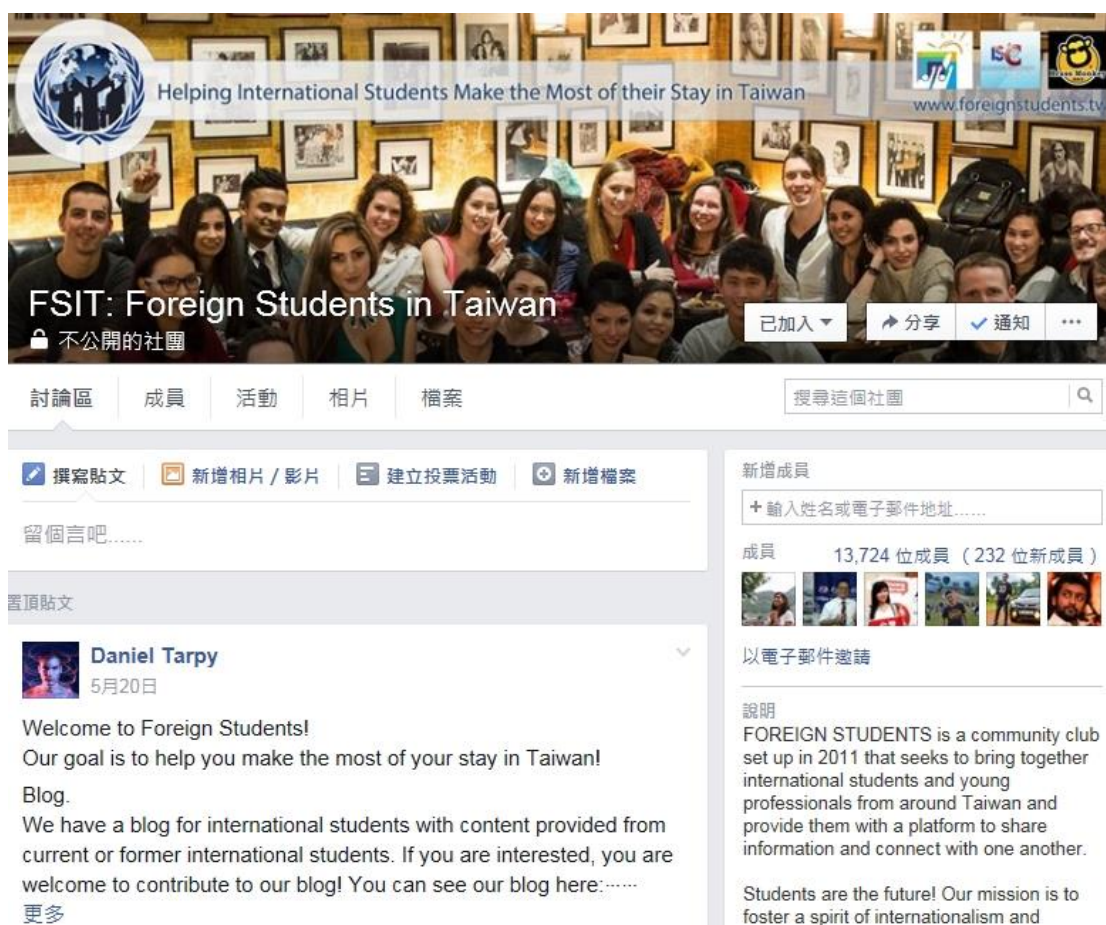 Helping International Students Make the Most of their Stay in Taiwan
ISIC
Brass Monkey
www.foreignstudents.tw
FSIT: Foreign Students in Taiwan
不公開的社團
已加入
分享
通知
討論區
成員
活動
相片
檔案
搜尋這個社團
撰寫貼文
新增相片 / 影片
建立投票活動
新增檔案
留個言吧......
置頂貼文
Daniel Tarpy
5月20日
Welcome to Foreign Students!
Our goal is to help you make the most of your stay in Taiwan!
Blog.
We have a blog for international students with content provided from
current or former international students. If you are interested, you are
welcome to contribute to our blog! You can see our blog here:......
更多
新增成員
+ 輸入姓名或電子郵件地址......
成員
13,724 位成員 (232 位新成員)
以電子郵件邀請
說明
FOREIGN STUDENTS is a community club
set up in 2011 that seeks to bring together
international students and young
professionals from around Taiwan and
provide them with a platform to share
information and connect with one another.
Students are the future! Our mission is to
foster a spirit of internationalism and